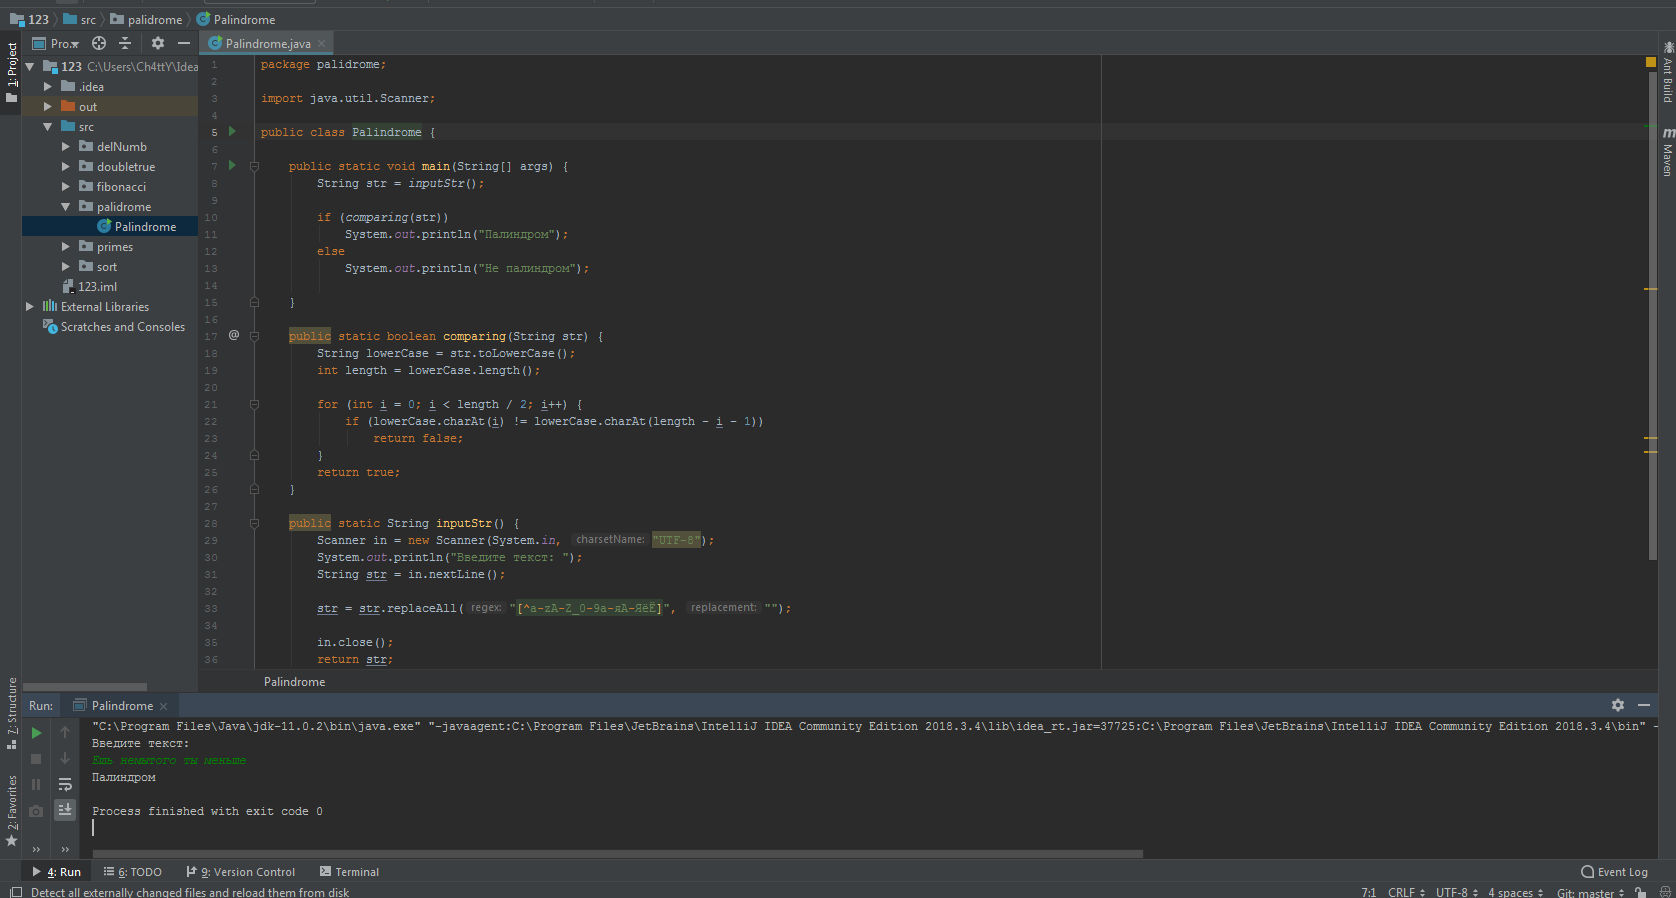 123 src palidrome Palindrome
1: Project
Pro...
123 C:\Users\Ch4ttY\Idea
.idea
out
src
delNumb
doubletrue
fibonacci
palidrome
Palindrome
primes
sort
123.iml
External Libraries
Scratches and Consoles
7: Structure
2: Favorites
Palindrome.java
1 package palidrome;
2
3 import java.util.Scanner;
4
5 public class Palindrome {
6
7 public static void main(String[] args) {
8 String str = inputStr();
9
10 if (comparing(str))
11 System.out.println("Палиндром");
12 else
13 System.out.println("Не палиндром");
14
15 }
16
17 @ public static boolean comparing(String str) {
18 String lowerCase = str.toLowerCase();
19 int length = lowerCase.length();
20
21 for (int i = 0; i < length / 2; i++) {
22 if (lowerCase.charAt(i) != lowerCase.charAt(length - i - 1))
23 return false;
24 }
25 return true;
26 }
27
28 public static String inputStr() {
29 Scanner in = new Scanner(System.in, charsetName: "UTF-8");
30 System.out.println("Введите текст: ");
31 String str = in.nextLine();
32
33 str = str.replaceAll( regex: "[^a-zA-Z_0-9а-яА-ЯёЁ]", replacement: "");
34
35 in.close();
36 return str;
Palindrome
Ant Build
m Maven
Run: Palindrome
"C:\Program Files\Java\jdk-11.0.2\bin\java.exe" "-javaagent:C:\Program Files\JetBrains\IntelliJ IDEA Community Edition 2018.3.4\lib\idea_rt.jar=37725:C:\Program Files\JetBrains\IntelliJ IDEA Community Edition 2018.3.4\bin" -
Введите текст:
Ешь немытого ты меньше
Палиндром
Process finished with exit code 0
4: Run 6: TODO 9: Version Control Terminal Event Log
Detect all externally changed files and reload them from disk 7:1 CRLF UTF-8 4 spaces Git: master